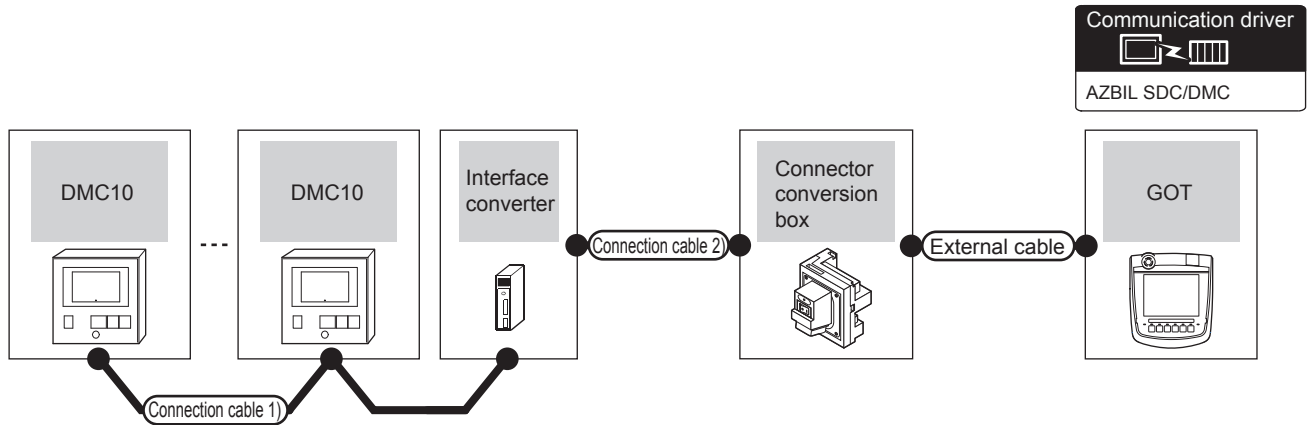 Communication driver
AZBIL SDC/DMC
DMC10
DMC10
Interface
converter
Connector
conversion
box
GOT
Connection cable 2)
External cable
Connection cable 1)